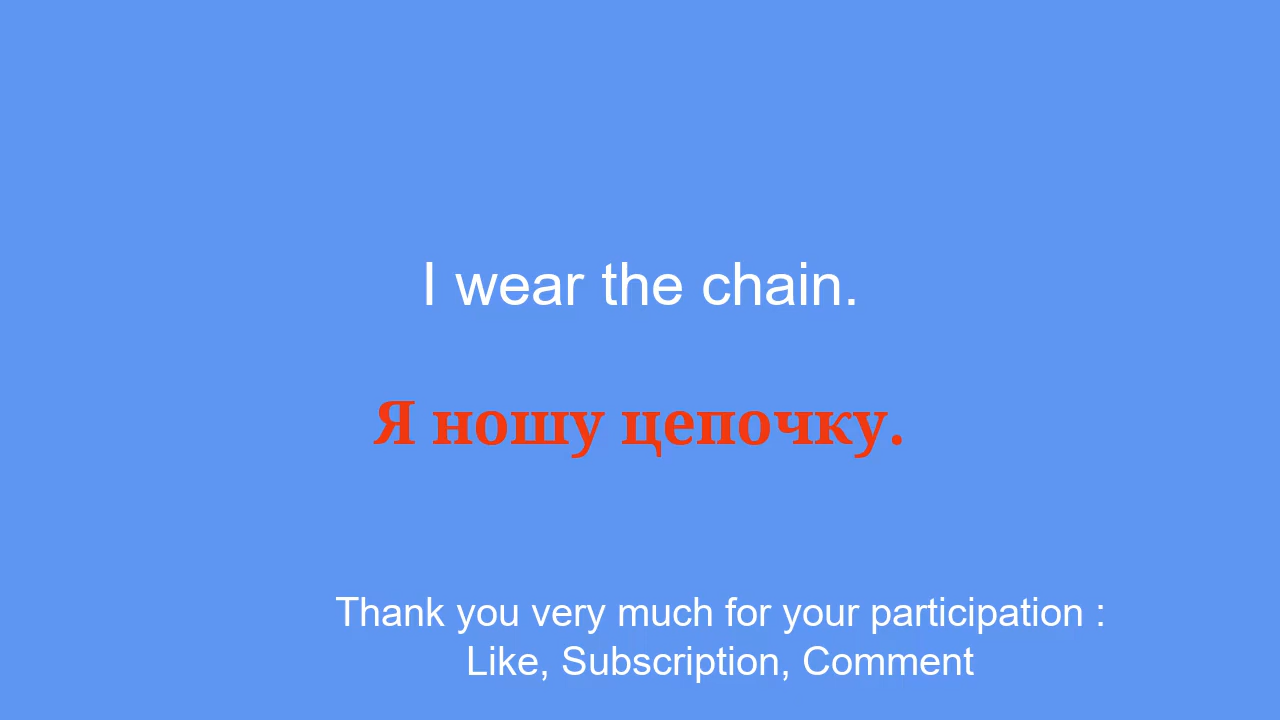 I wear the chain.
Я ношу цепочку.
Thank you very much for your participation :
Like, Subscription, Comment